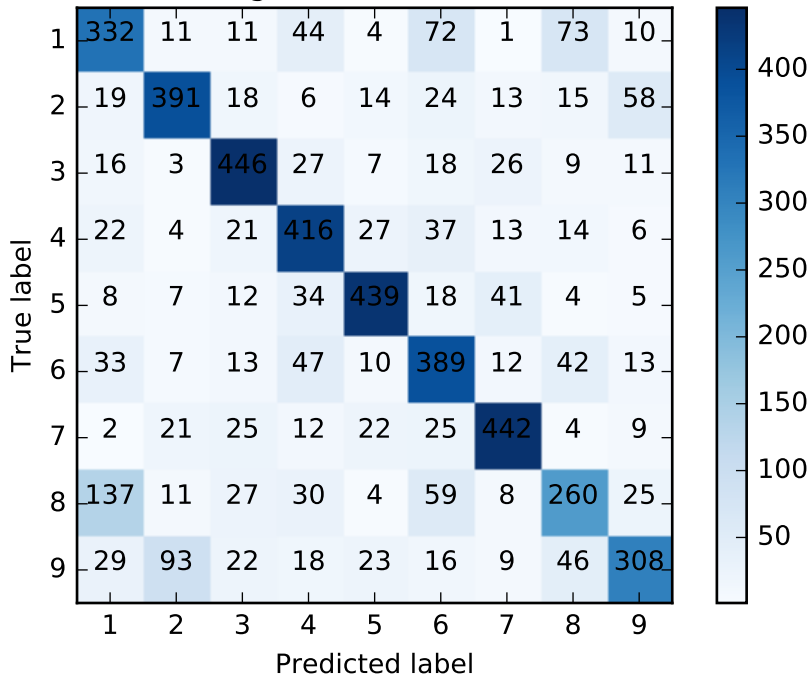 1 332 11 11 44 4 72 1 73 10
2 19 391 18 6 14 24 13 15 58
3 16 3 446 27 7 18 26 9 11
4 22 4 21 416 27 37 13 14 6
5 8 7 12 34 439 18 41 4 5
6 33 7 13 47 10 389 12 42 13
7 2 21 25 12 22 25 442 4 9
8 137 11 27 30 4 59 8 260 25
9 29 93 22 18 23 16 9 46 308
1 2 3 4 5 6 7 8 9
Predicted label
True label
400
350
300
250
200
150
100
50